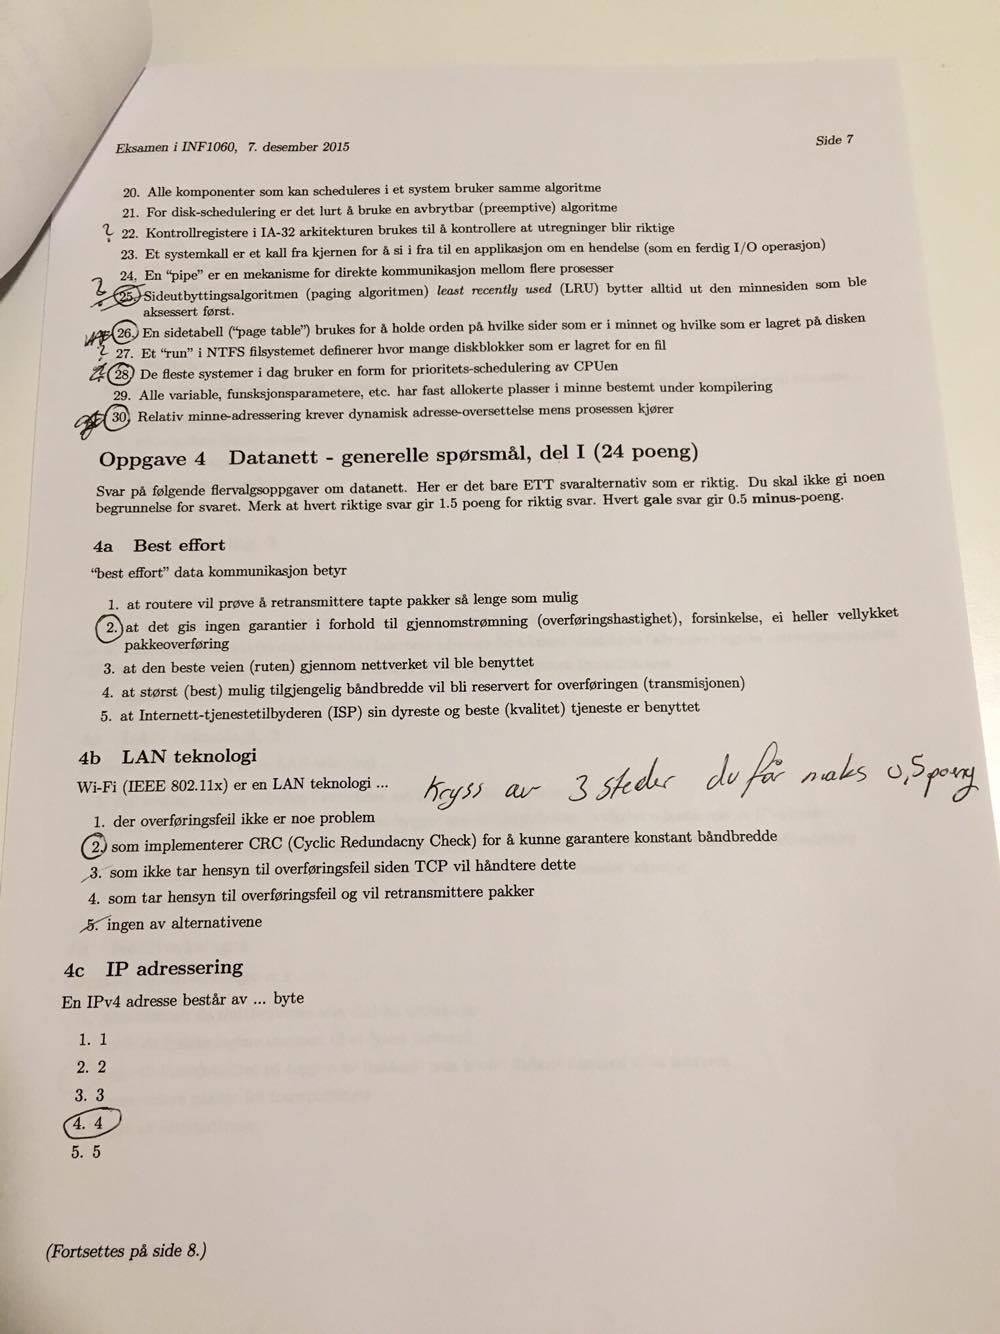 Eksamen i INF1060, 7. desember 2015
Side 7
20. Alle komponenter som kan scheduleres i et system bruker samme algoritme
21. For disk-schedulering er det lurt å bruke en avbrytbar (preemptive) algoritme
? 22. Kontrollregistere i IA-32 arkitekturen brukes til å kontrollere at utregninger blir riktige
23. Et systemkall er et kall fra kjernen for å si i fra til en applikasjon om en hendelse (som en ferdig I/O operasjon)
24. En “pipe” er en mekanisme for direkte kommunikasjon mellom flere prosesser
? 25. Sideutbyttingsalgoritmen (paging algoritmen) least recently used (LRU) bytter alltid ut den minnesiden som ble
aksessert først.
26. En sidetabell (“page table”) brukes for å holde orden på hvilke sider som er i minnet og hvilke som er lagret på disken
? 27. Et “run” i NTFS filsystemet definerer hvor mange diskblokker som er lagret for en fil
28. De fleste systemer i dag bruker en form for prioritets-schedulering av CPUen
29. Alle variable, funsksjonsparametere, etc. har fast allokerte plasser i minne bestemt under kompilering
30. Relativ minne-adressering krever dynamisk adresse-oversettelse mens prosessen kjører
Oppgave 4 Datanett - generelle spørsmål, del I (24 poeng)
Svar på følgende flervalgsoppgaver om datanett. Her er det bare ETT svaralternativ som er riktig. Du skal ikke gi noen
begrunnelse for svaret. Merk at hvert riktige svar gir 1.5 poeng for riktig svar. Hvert gale svar gir 0.5 minus-poeng.
4a Best effort
“best effort” data kommunikasjon betyr
1. at routere vil prøve å retransmittere tapte pakker så lenge som mulig
2. at det gis ingen garantier i forhold til gjennomstrømning (overføringshastighet), forsinkelse, ei heller vellykket
pakkeoverføring
3. at den beste veien (ruten) gjennom nettverket vil ble benyttet
4. at størst (best) mulig tilgjengelig båndbredde vil bli reservert for overføringen (transmisjonen)
5. at Internett-tjenestetilbyderen (ISP) sin dyreste og beste (kvalitet) tjeneste er benyttet
4b LAN teknologi
Wi-Fi (IEEE 802.11x) er en LAN teknologi ...
Kryss av 3 steder du får maks 0,5 poeng
1. der overføringsfeil ikke er noe problem
2. som implementerer CRC (Cyclic Redundacny Check) for å kunne garantere konstant båndbredde
3. som ikke tar hensyn til overføringsfeil siden TCP vil håndtere dette
4. som tar hensyn til overføringsfeil og vil retransmittere pakker
5. ingen av alternativene
4c IP adressering
En IPv4 adresse består av ... byte
1. 1
2. 2
3. 3
4. 4
5. 5
(Fortsettes på side 8.)